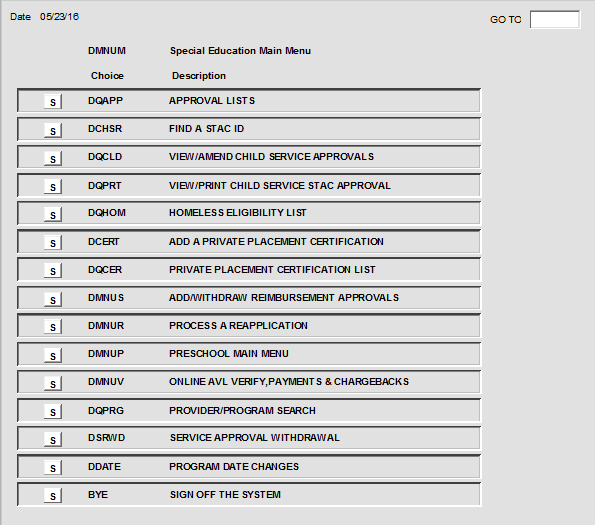 Date 05/23/16 GO TO
DMNUM Special Education Main Menu
Choice Description
S DQAPP APPROVAL LISTS
S DCHSR FIND A STAC ID
S DQCLD VIEW/AMEND CHILD SERVICE APPROVALS
S DQPRT VIEW/PRINT CHILD SERVICE STAC APPROVAL
S DQHOM HOMELESS ELIGIBILITY LIST
S DCERT ADD A PRIVATE PLACEMENT CERTIFICATION
S DQCER PRIVATE PLACEMENT CERTIFICATION LIST
S DMNUS ADD/WITHDRAW REIMBURSEMENT APPROVALS
S DMNUR PROCESS A REAPPLICATION
S DMNUP PRESCHOOL MAIN MENU
S DMNUV ONLINE AVL VERIFY,PAYMENTS & CHARGEBACKS
S DQPRG PROVIDER/PROGRAM SEARCH
S DSRWD SERVICE APPROVAL WITHDRAWAL
S DDATE PROGRAM DATE CHANGES
S BYE SIGN OFF THE SYSTEM